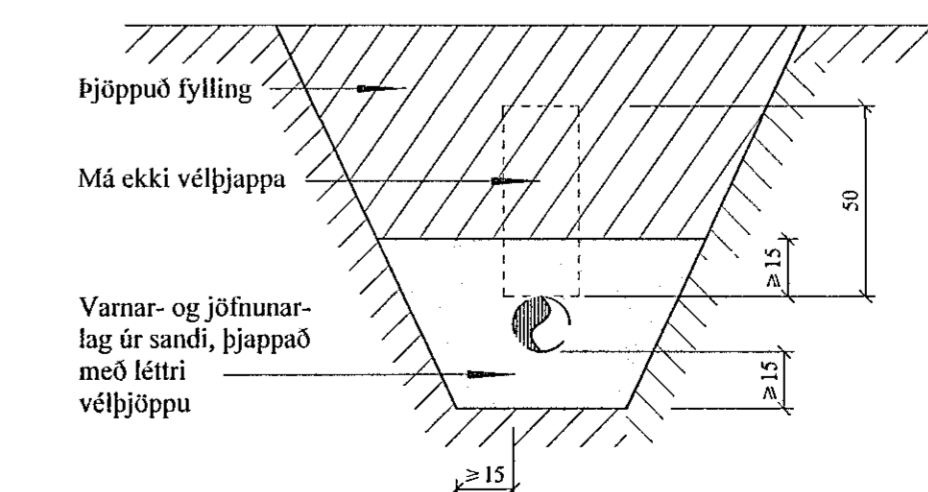 Þjöppuð fylling
Má ekki vélþjappa
50
≥15
Varnar- og jöfnunar-
lag úr sandi, þjappað
með léttri
vélþjöppu
≥15
≥15